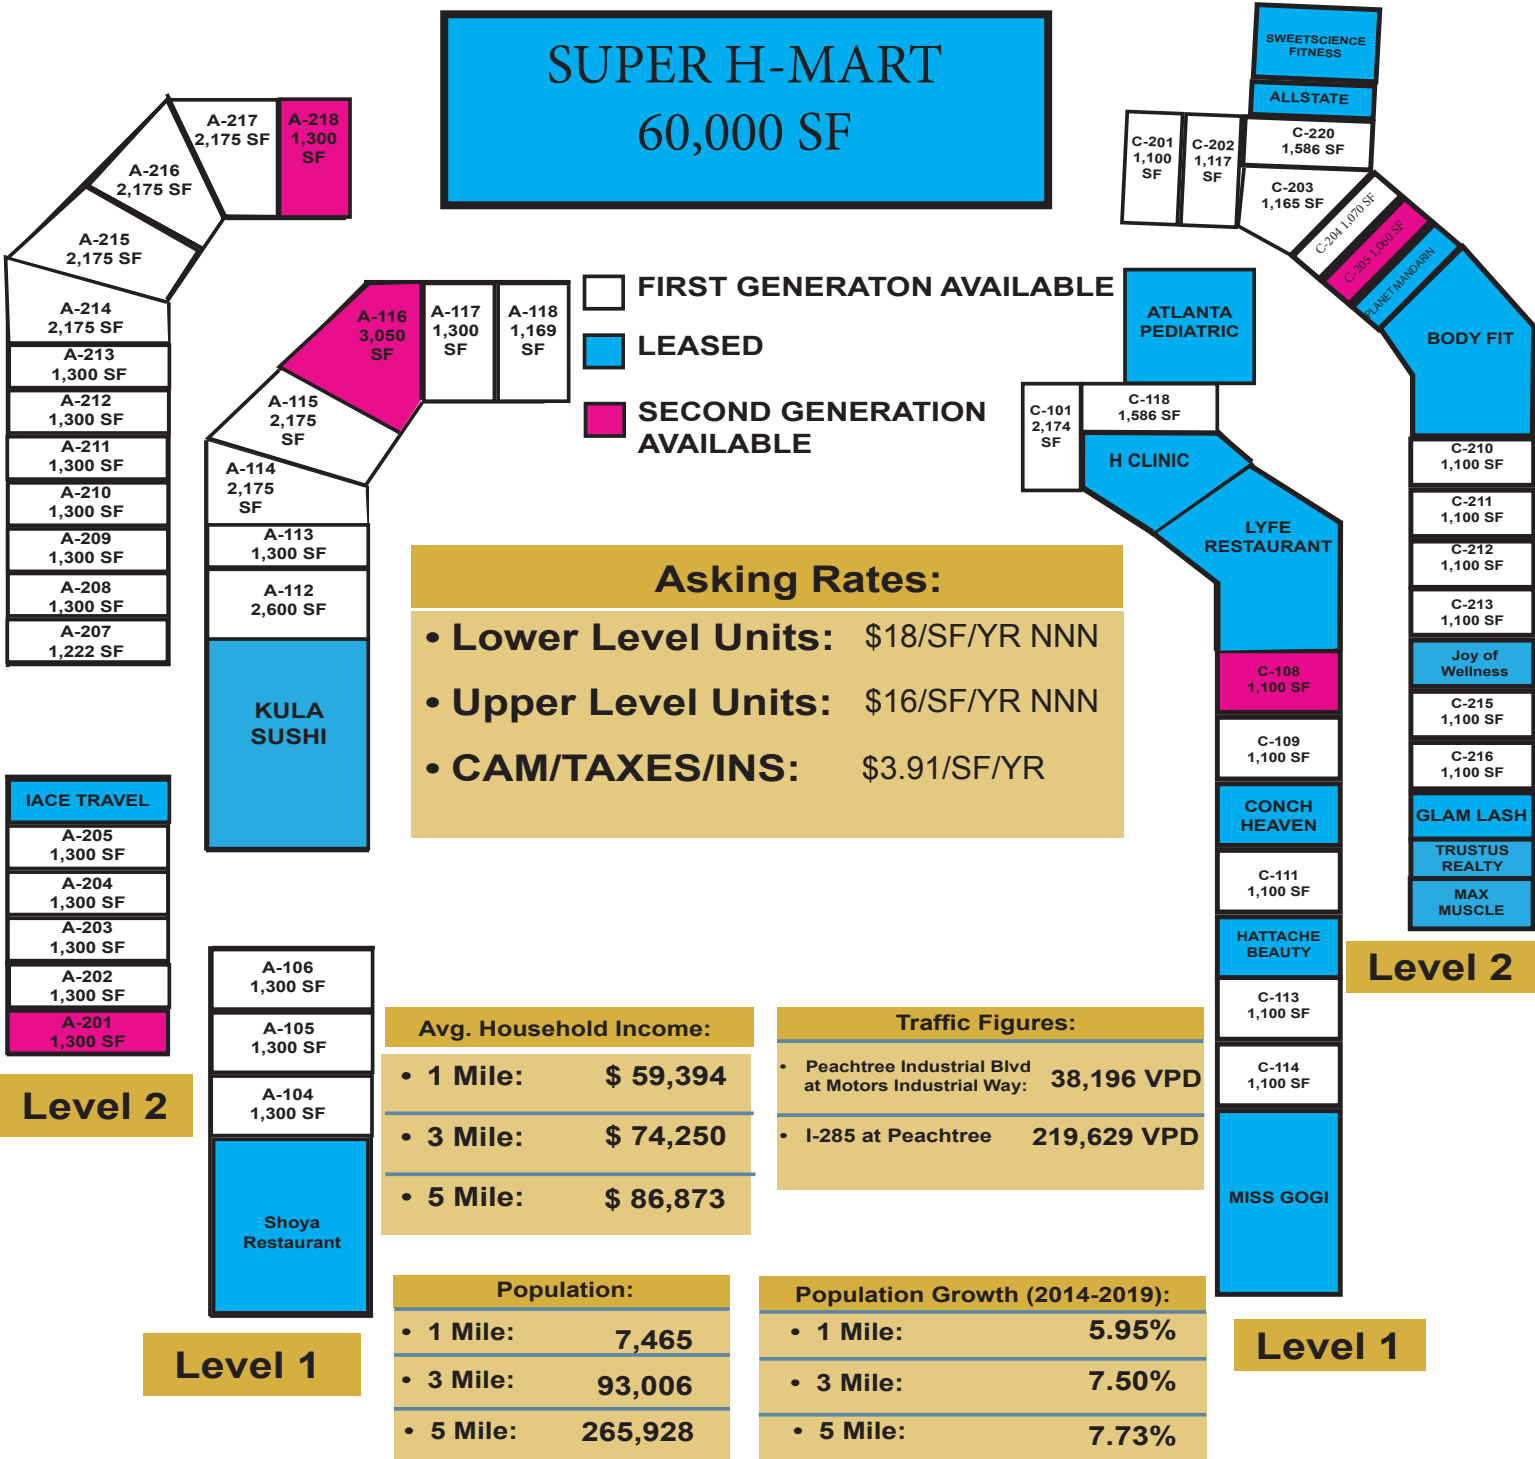 SUPER H-MART
60,000 SF
A-218
1,300
SF
A-217
2,175 SF
A-216
2,175 SF
A-215
2,175 SF
A-214
2,175 SF
A-213
1,300 SF
A-212
1,300 SF
A-211
1,300 SF
A-210
1,300 SF
A-209
1,300 SF
A-208
1,300 SF
A-207
1,222 SF
IACE TRAVEL
A-205
1,300 SF
A-204
1,300 SF
A-203
1,300 SF
A-202
1,300 SF
A-201
1,300 SF
Level 2
A-118
1,169
SF
A-117
1,300
SF
A-116
3,050
SF
A-115
2,175
SF
A-114
2,175
SF
A-113
1,300 SF
A-112
2,600 SF
KULA
SUSHI
A-106
1,300 SF
A-105
1,300 SF
A-104
1,300 SF
Shoya
Restaurant
Level 1
FIRST GENERATON AVAILABLE
LEASED
SECOND GENERATION
AVAILABLE
Asking Rates:
• Lower Level Units: $18/SF/YR NNN
• Upper Level Units: $16/SF/YR NNN
• CAM/TAXES/INS: $3.91/SF/YR
Avg. Household Income:
• 1 Mile: $ 59,394
• 3 Mile: $ 74,250
• 5 Mile: $ 86,873
Traffic Figures:
• Peachtree Industrial Blvd
at Motors Industrial Way: 38,196 VPD
• I-285 at Peachtree 219,629 VPD
Population:
• 1 Mile: 7,465
• 3 Mile: 93,006
• 5 Mile: 265,928
Population Growth (2014-2019):
• 1 Mile: 5.95%
• 3 Mile: 7.50%
• 5 Mile: 7.73%
ATLANTA
PEDIATRIC
C-101
2,174
SF
C-118
1,586 SF
H CLINIC
LYFE
RESTAURANT
C-108
1,100 SF
C-109
1,100 SF
CONCH
HEAVEN
C-111
1,100 SF
HATTACHE
BEAUTY
C-113
1,100 SF
C-114
1,100 SF
MISS GOGI
Level 1
SWEETSCIENCE
FITNESS
ALLSTATE
C-220
1,586 SF
C-201
1,100
SF
C-202
1,117
SF
C-203
1,165 SF
C-204 1,070 SF
C-205 1,060 SF
PLANET MANDARIN
BODY FIT
C-210
1,100 SF
C-211
1,100 SF
C-212
1,100 SF
C-213
1,100 SF
Joy of
Wellness
C-215
1,100 SF
C-216
1,100 SF
GLAM LASH
TRUSTUS
REALTY
MAX
MUSCLE
Level 2